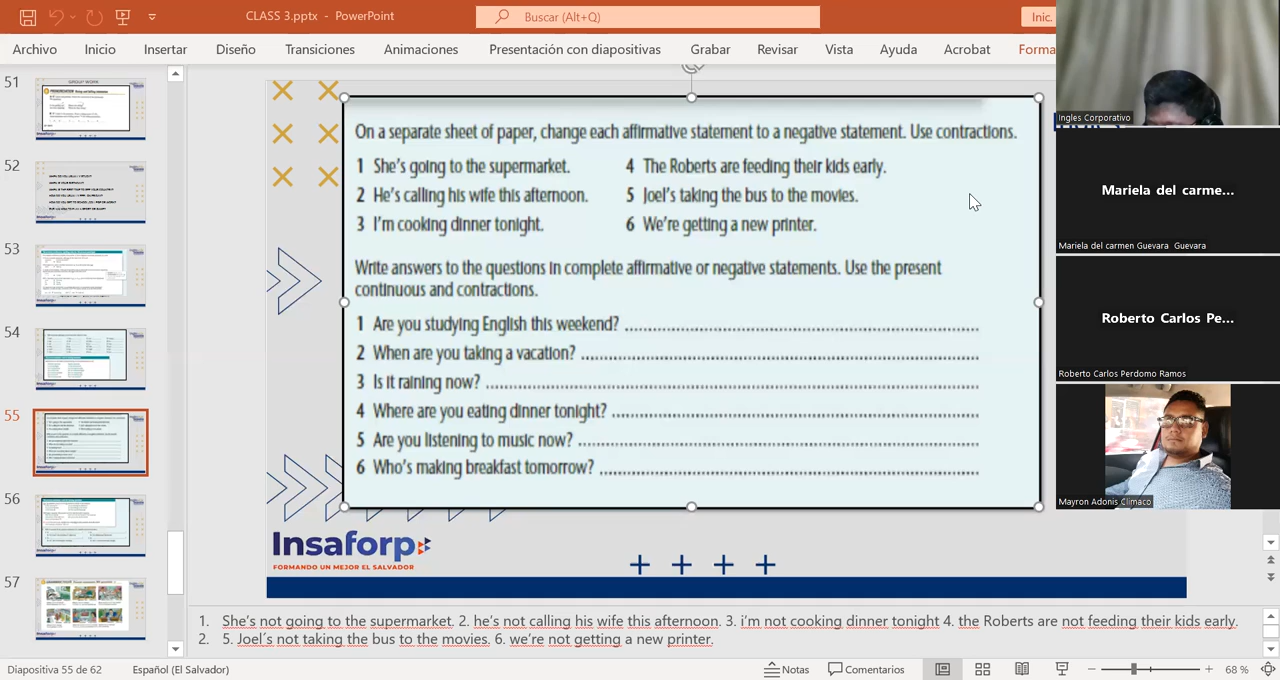 CLASS 3.pptx - PowerPoint
Buscar (Alt+Q)
Inic.
Archivo Inicio Insertar Diseño Transiciones Animaciones Presentación con diapositivas Grabar Revisar Vista Ayuda Acrobat Forma
51
52
53
54
55
56
57
On a separate sheet of paper, change each affirmative statement to a negative statement. Use contractions.
1 She's going to the supermarket.
2 He's calling his wife this afternoon.
3 I'm cooking dinner tonight.
4 The Roberts are feeding their kids early.
5 Joel's taking the bus to the movies.
6 We're getting a new printer.
Write answers to the questions in complete affirmative or negative statements. Use the present
continuous and contractions.
1 Are you studying English this weekend?
2 When are you taking a vacation?
3 Is it raining now?
4 Where are you eating dinner tonight?
5 Are you listening to music now?
6 Who's making breakfast tomorrow?
Insaforp
FORMANDO UN MEJOR EL SALVADOR
Ingles Corporativo
Mariela del carme...
Mariela del carmen Guevara Guevara
Roberto Carlos Pe...
Roberto Carlos Perdomo Ramos
Mayron Adonis Climaco
1. She's not going to the supermarket. 2. he's not calling his wife this afternoon. 3. i'm not cooking dinner tonight 4. the Roberts are not feeding their kids early.
2. 5. Joel´s not taking the bus to the movies. 6. we're not getting a new printer.
Diapositiva 55 de 62 Español (El Salvador) Notas Comentarios 68 %